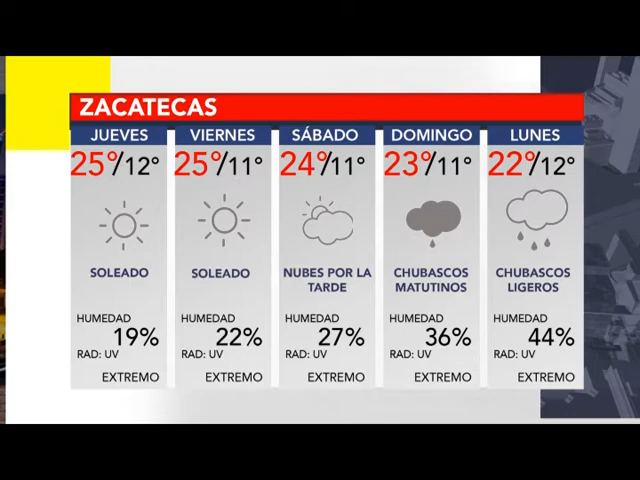 ZACATECAS
JUEVES
25°/12°
SOLEADO
HUMEDAD
19%
RAD: UV
EXTREMO
VIERNES
25°/11°
SOLEADO
HUMEDAD
22%
RAD: UV
EXTREMO
SÁBADO
24°/11°
NUBES POR LA
TARDE
HUMEDAD
27%
RAD: UV
EXTREMO
DOMINGO
23°/11°
CHUBASCOS
MATUTINOS
HUMEDAD
36%
RAD: UV
EXTREMO
LUNES
22°/12°
CHUBASCOS
LIGEROS
HUMEDAD
44%
RAD: UV
EXTREMO